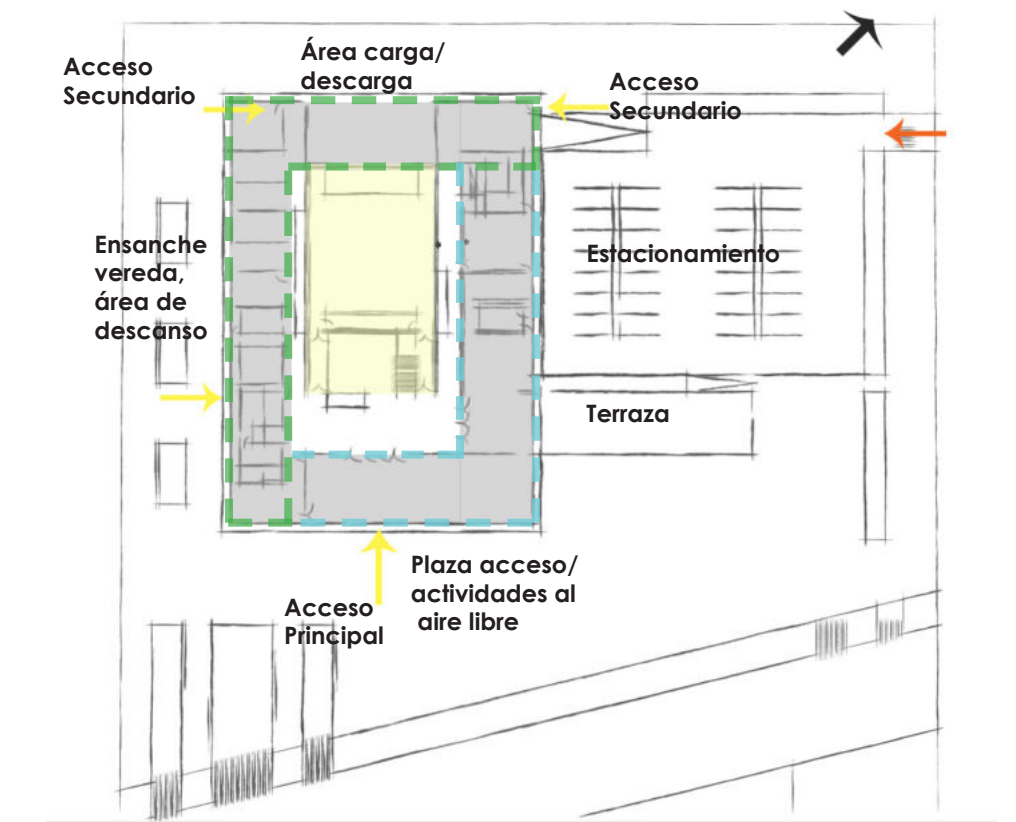 Área carga/
descarga
Acceso
Secundario
Acceso
Secundario
Ensanche
vereda,
área de
descanso
Estacionamiento
Terraza
Plaza acceso/
actividades al
aire libre
Acceso
Principal